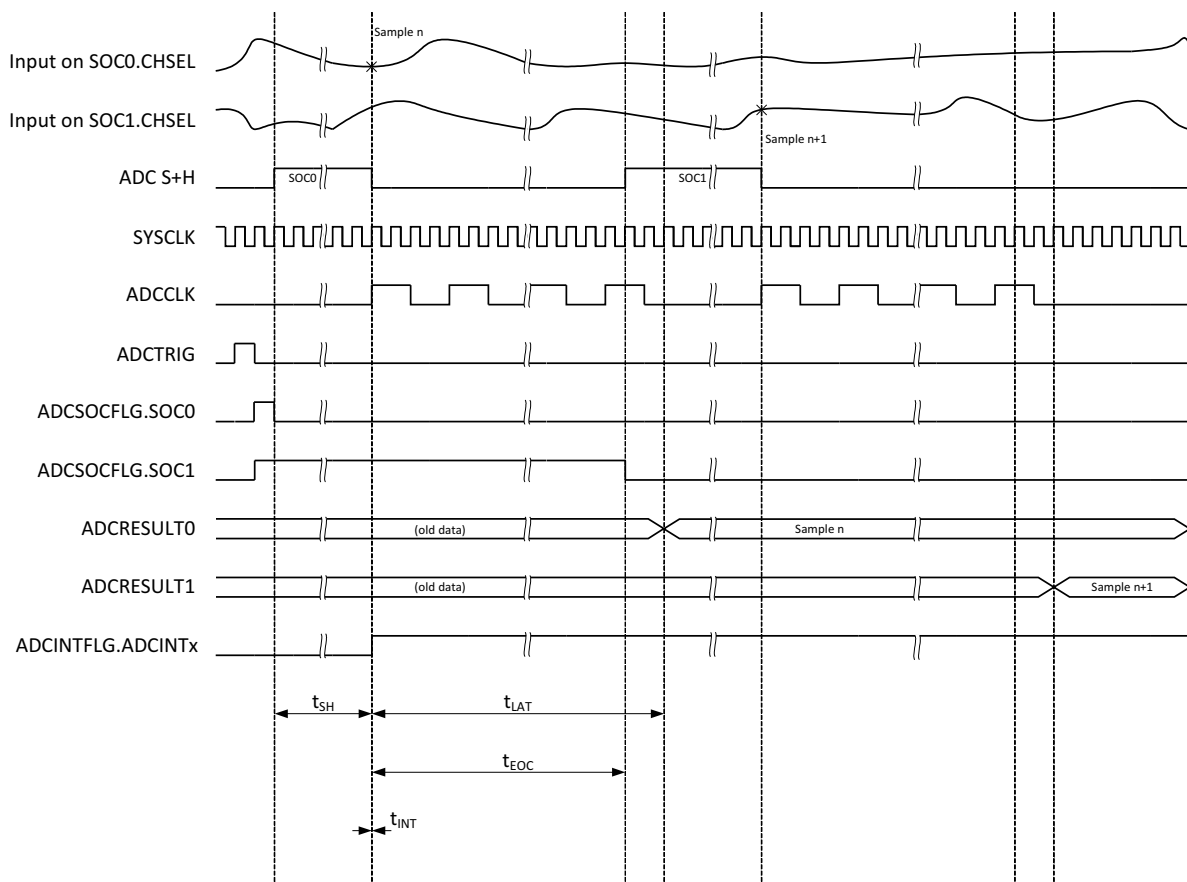 Sample n
Input on SOC0.CHSEL
Input on SOC1.CHSEL
Sample n+1
ADC S+H
SOC0
SOC1
SYSCLK
ADCCLK
ADCTRIG
ADCSOCFLG.SOC0
ADCSOCFLG.SOC1
ADCRESULT0
(old data)
Sample n
ADCRESULT1
(old data)
Sample n+1
ADCINTFLG.ADCINTx
tSH
tLAT
tEOC
tINT